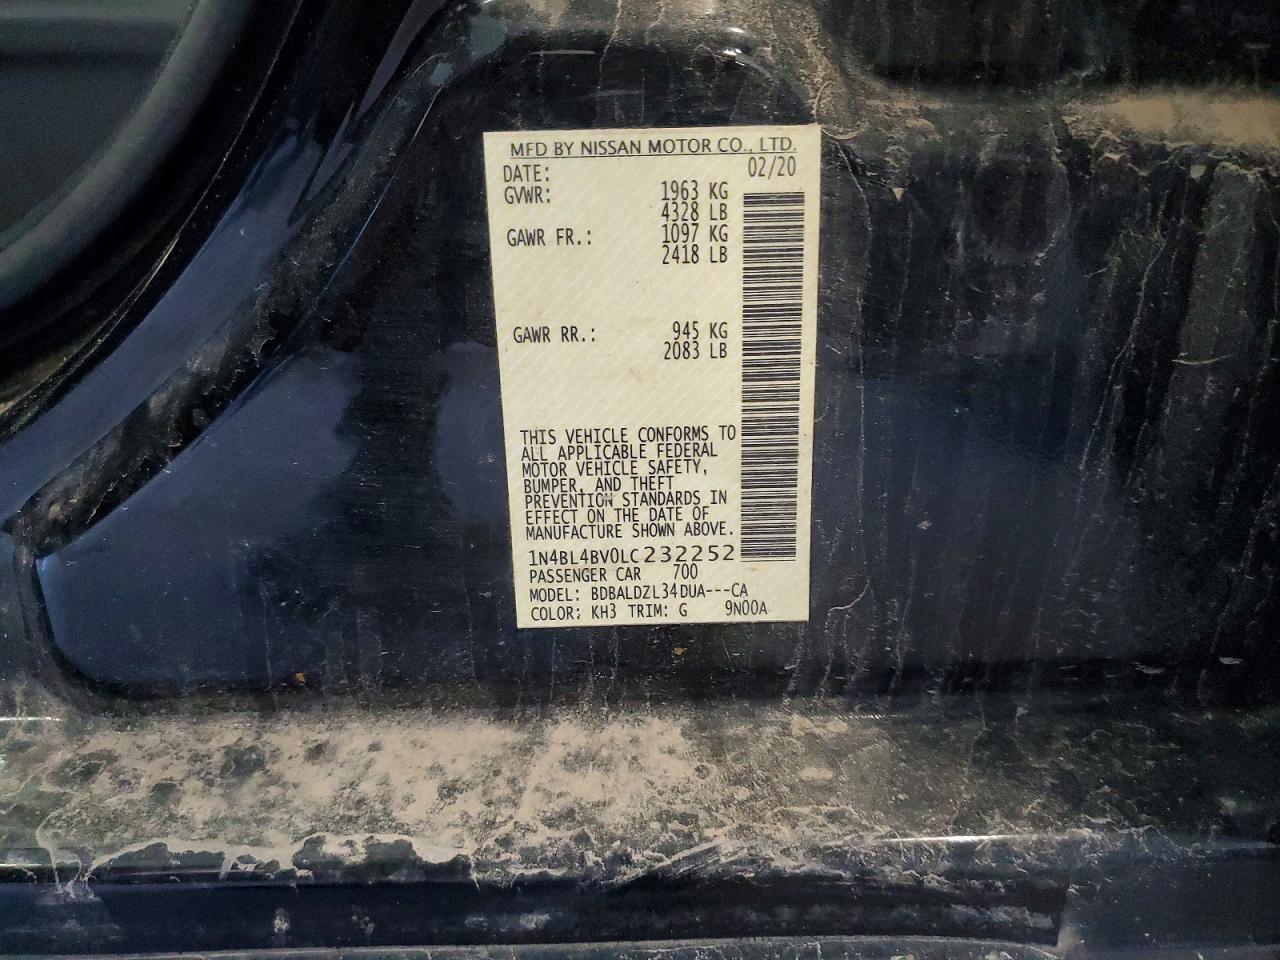 MFD BY NISSAN MOTOR CO., LTD.
DATE: 02/20
GVWR: 1963 KG
4328 LB
GAWR FR.: 1097 KG
2418 LB
GAWR RR.: 945 KG
2083 LB
THIS VEHICLE CONFORMS TO
ALL APPLICABLE FEDERAL
MOTOR VEHICLE SAFETY,
BUMPER, AND THEFT
PREVENTION STANDARDS IN
EFFECT ON THE DATE OF
MANUFACTURE SHOWN ABOVE.
1N4BL4BV0LC232252
PASSENGER CAR 700
MODEL: BDBALDZL34DUA---CA
COLOR: KH3 TRIM: G 9N00A